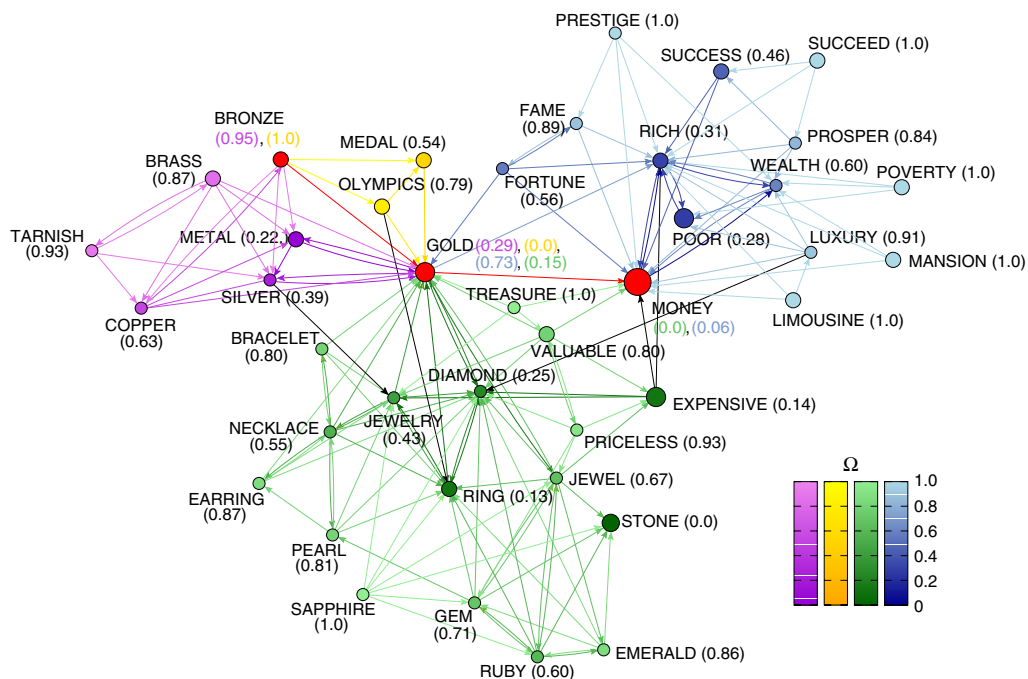 PRESTIGE (1.0)
SUCCESS (0.46)
SUCCEED (1.0)
BRONZE
(0.95), (1.0)
MEDAL (0.54)
FAME
(0.89)
RICH (0.31)
PROSPER (0.84)
BRASS
(0.87)
OLYMPICS (0.79)
FORTUNE
(0.56)
WEALTH (0.60)
POVERTY (1.0)
TARNISH
(0.93)
METAL (0.22)
GOLD (0.29), (0.0),
(0.73), (0.15)
POOR (0.28)
LUXURY (0.91)
MANSION (1.0)
SILVER (0.39)
TREASURE (1.0)
MONEY
(0.0), (0.06)
LIMOUSINE (1.0)
COPPER
(0.63)
BRACELET
(0.80)
VALUABLE (0.80)
DIAMOND (0.25)
EXPENSIVE (0.14)
JEWELRY
(0.43)
NECKLACE
(0.55)
PRICELESS (0.93)
EARRING
(0.87)
RING (0.13)
JEWEL (0.67)
STONE (0.0)
PEARL
(0.81)
SAPPHIRE
(1.0)
GEM
(0.71)
RUBY (0.60)
EMERALD (0.86)
Ω
1.0
0.8
0.6
0.4
0.2
0